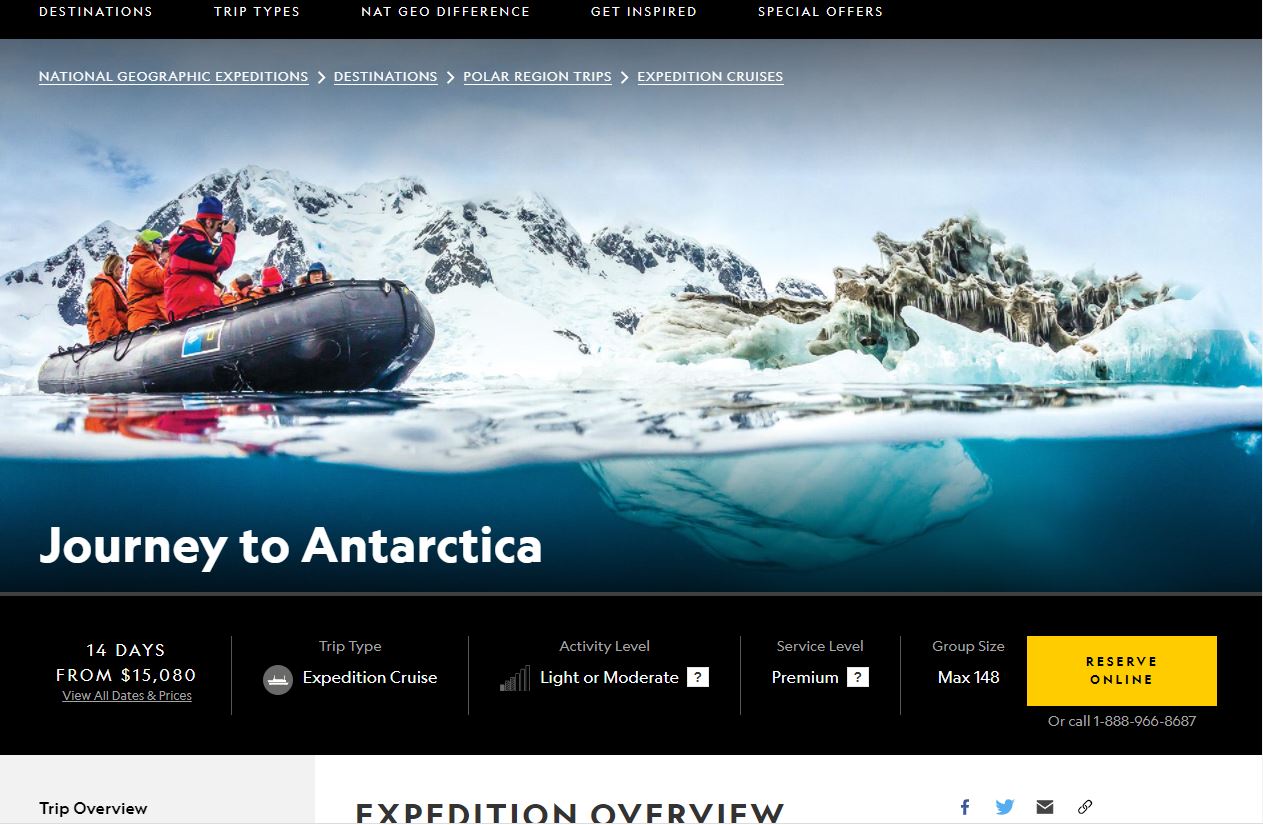 DESTINATIONS TRIP TYPES NAT GEO DIFFERENCE GET INSPIRED SPECIAL OFFERS
NATIONAL GEOGRAPHIC EXPEDITIONS > DESTINATIONS > POLAR REGION TRIPS > EXPEDITION CRUISES
Journey to Antarctica
14 DAYS
FROM $15,080
View All Dates & Prices
Trip Type
Expedition Cruise
Activity Level
Light or Moderate ?
Service Level
Premium ?
Group Size
Max 148
RESERVE
ONLINE
Or call 1-888-966-8687
Trip Overview
EXPEDITION OVERVIEW